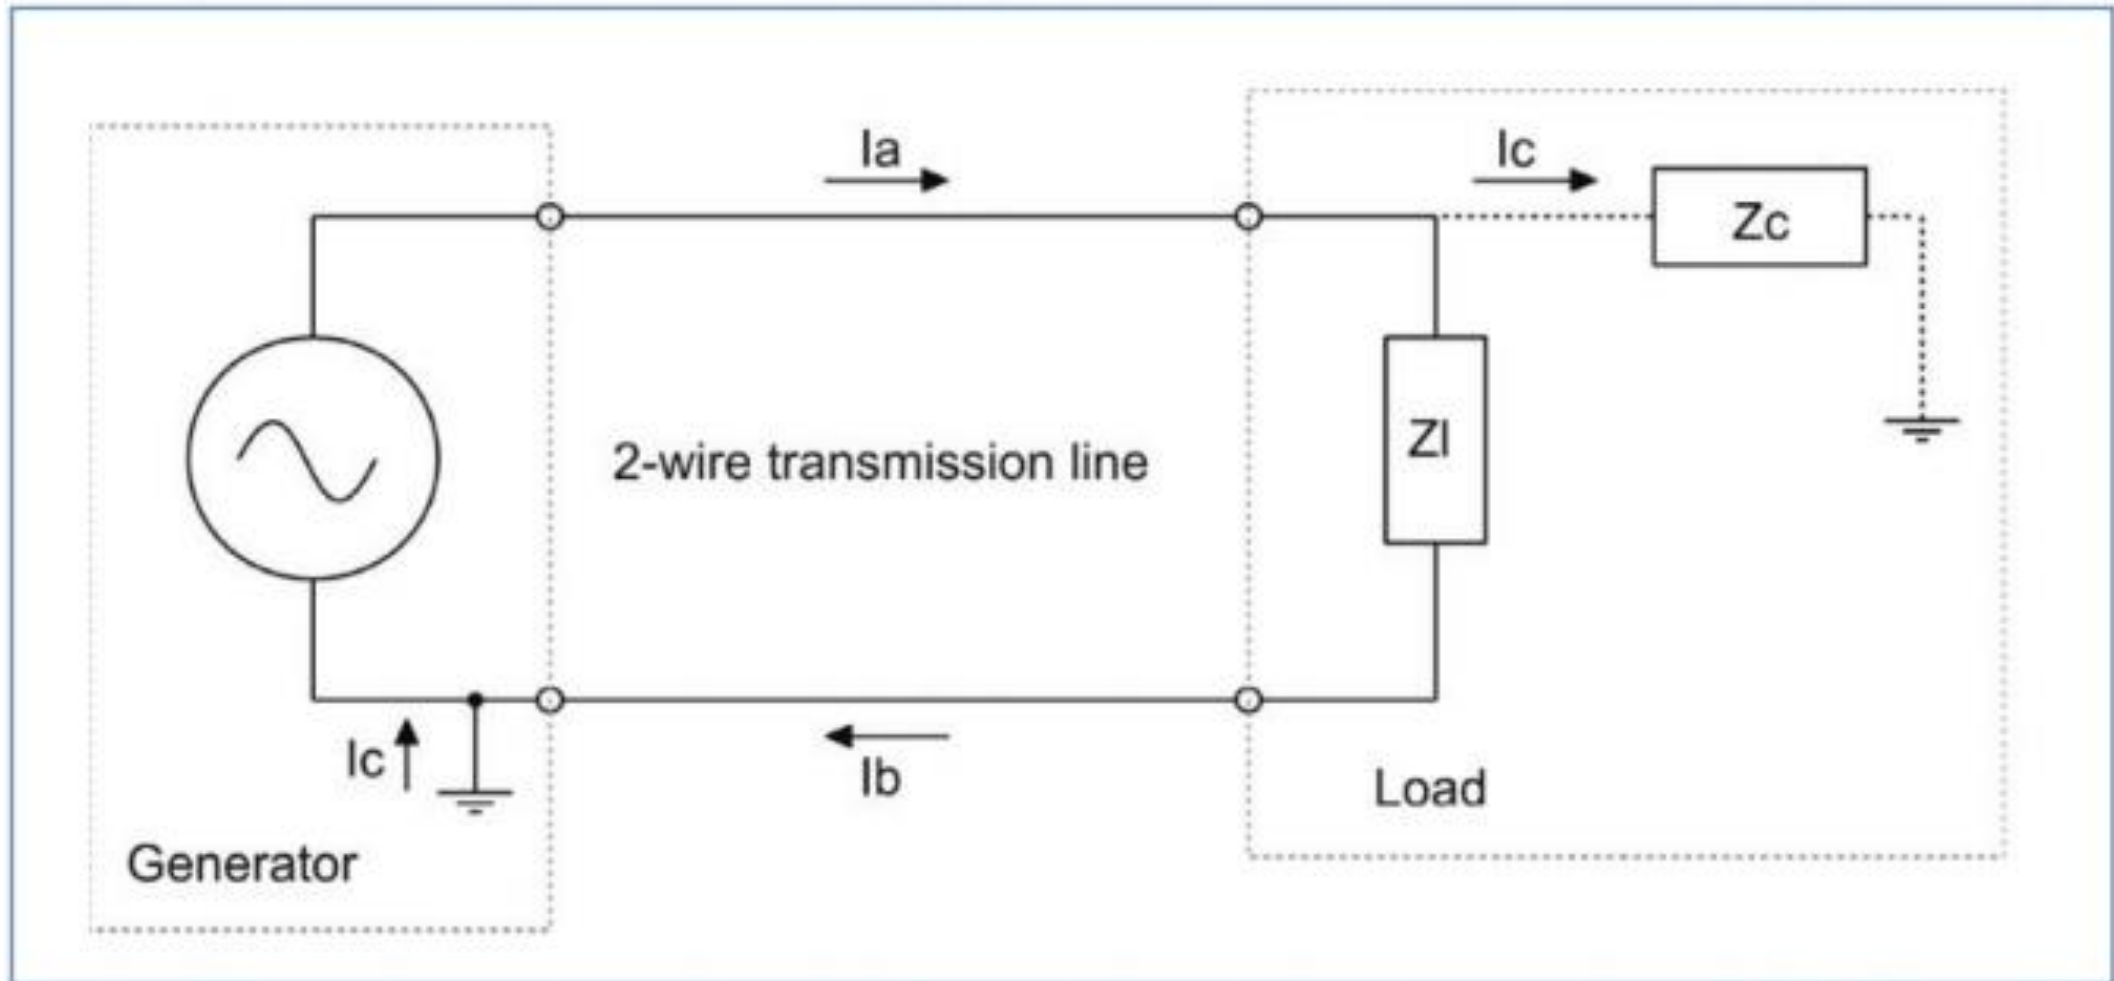 Ia
Ic
Zc
2-wire transmission line
Zl
Ic
Ib
Load
Generator